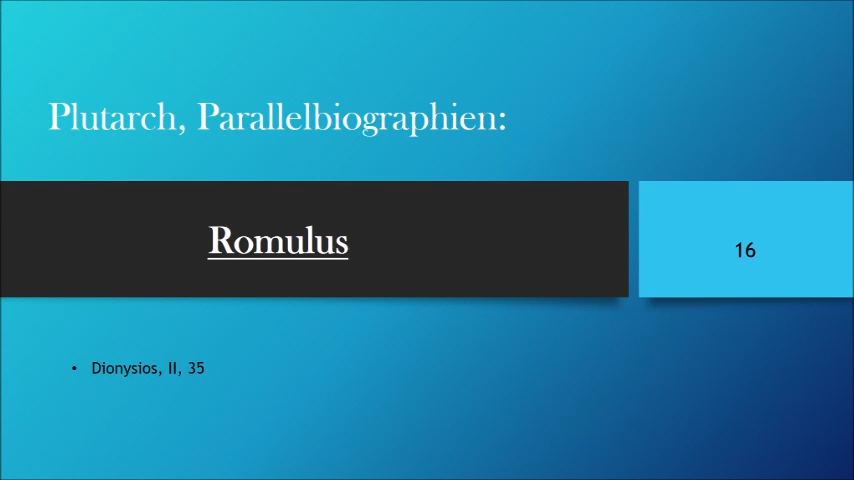 Plutarch, Parallelbiographien:
Romulus
16
• Dionysios, II, 35